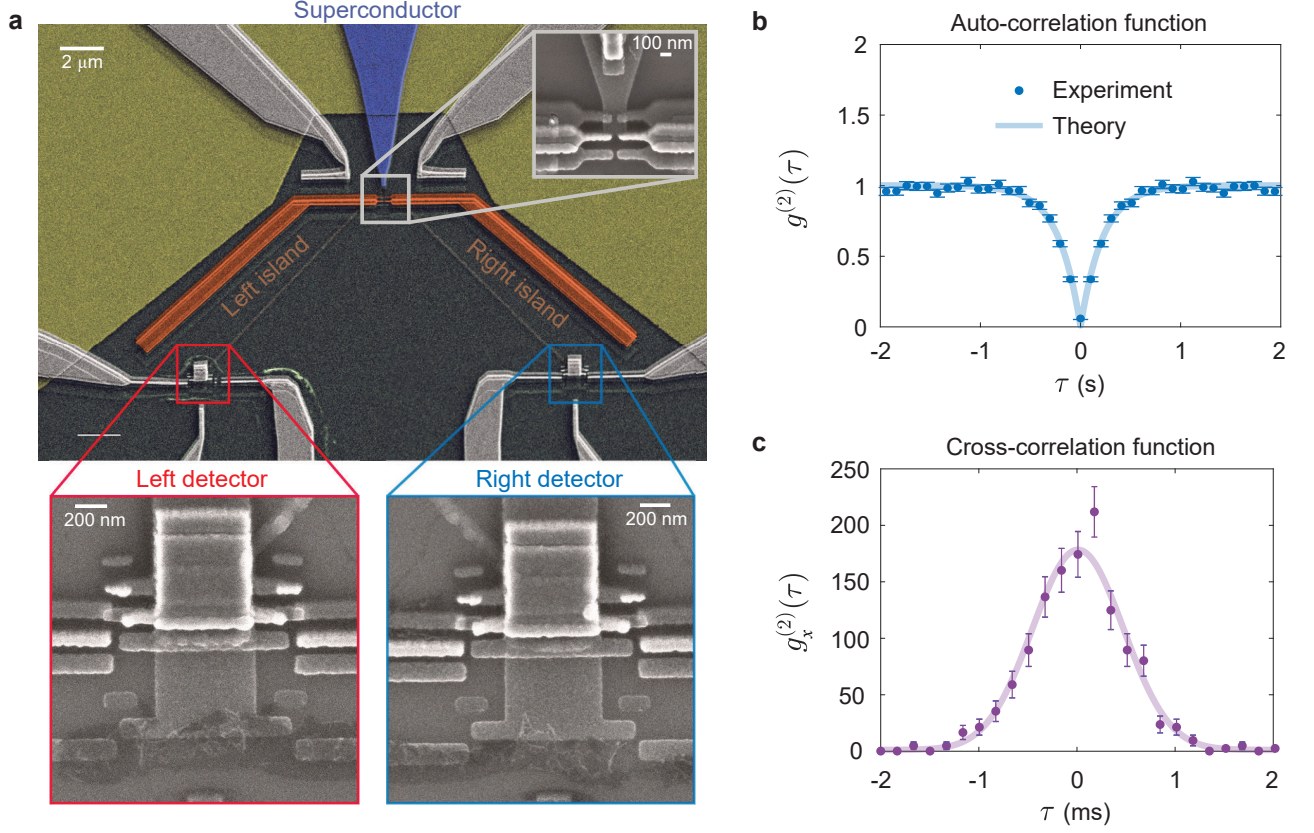 a
Superconductor
2 μm
100 nm
Left island
Right island
Left detector
Right detector
200 nm
200 nm
b
Auto-correlation function
2
1.5
1
0.5
0
g⁽²⁾(τ)
Experiment
Theory
-2 -1 0 1 2
τ (s)
c
Cross-correlation function
250
200
150
100
50
0
gₓ⁽²⁾(τ)
-2 -1 0 1 2
τ (ms)